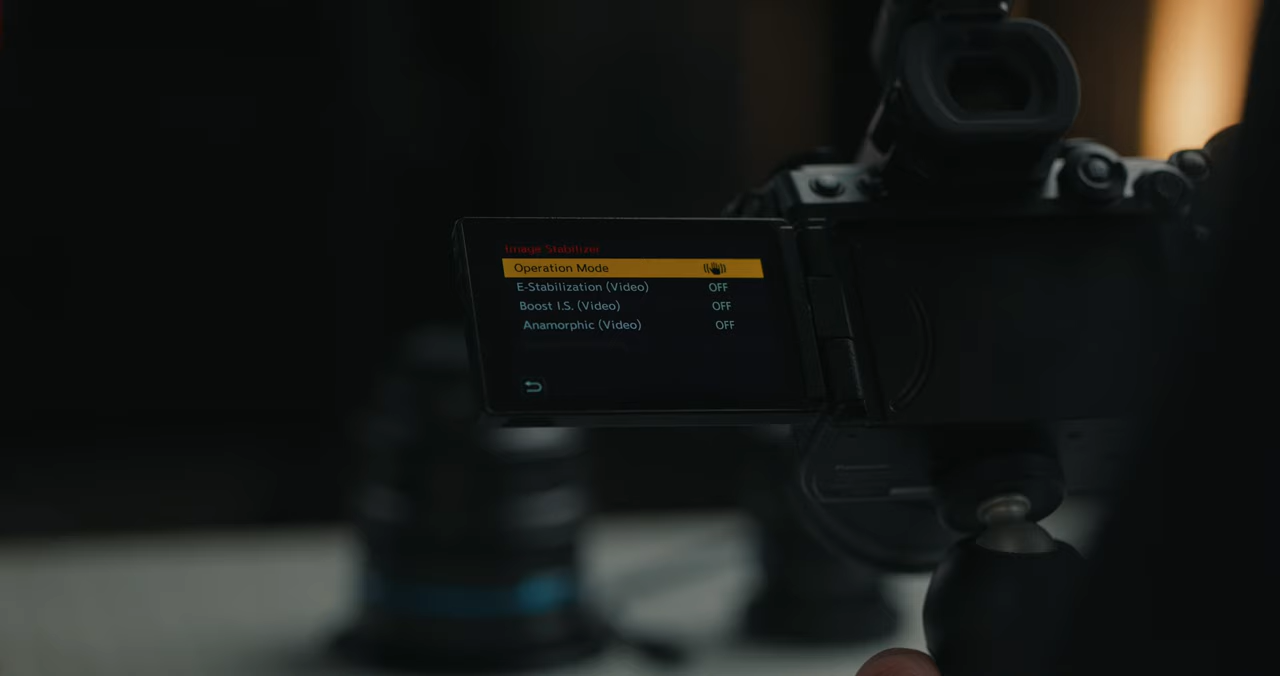 Image Stabilizer
Operation Mode
E-Stabilization (Video) OFF
Boost I.S. (Video) OFF
Anamorphic (Video) OFF